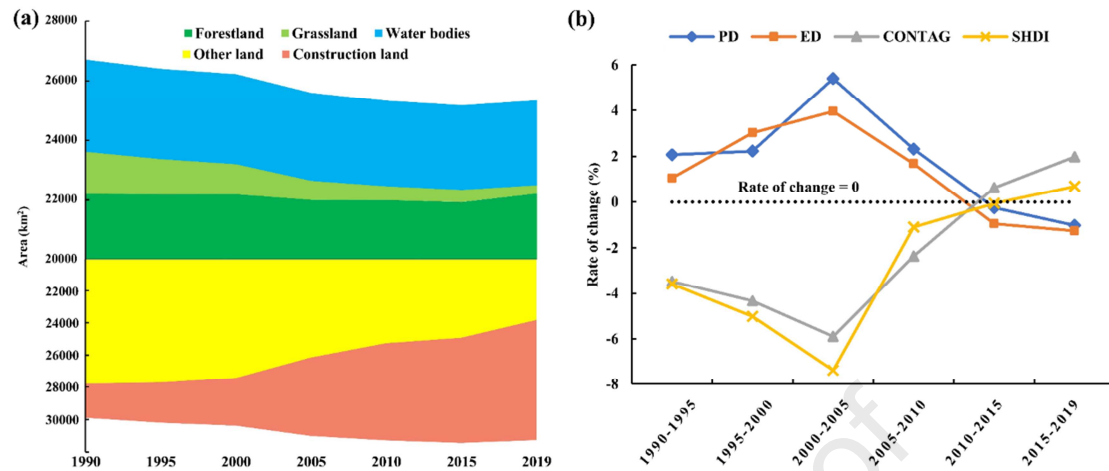 (a)
Forestland Grassland Water bodies
Other land Construction land
Area (km²)
28000
26000
24000
22000
20000
22000
24000
26000
28000
30000
1990 1995 2000 2005 2010 2015 2019
(b)
PD ED CONTAG SHDI
Rate of change (%)
6
4
2
0
-2
-4
-6
-8
Rate of change = 0
1990-1995
1995-2000
2000-2005
2005-2010
2010-2015
2015-2019